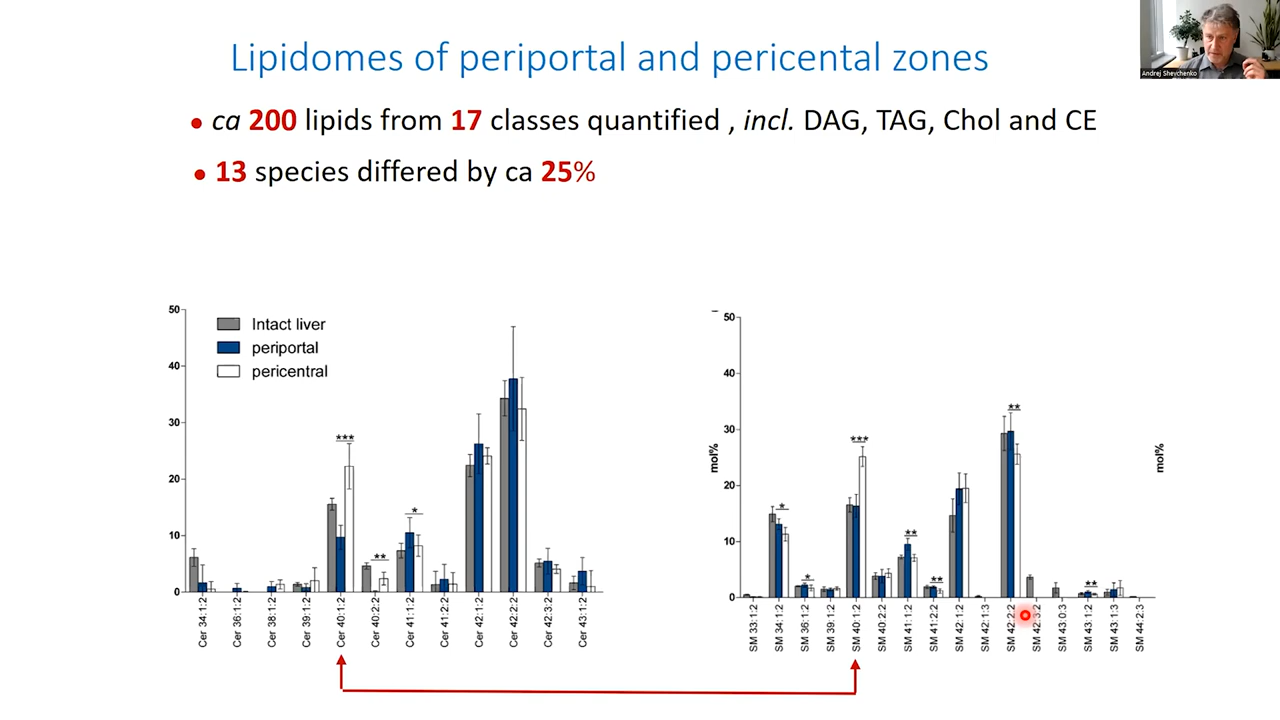 Lipidomes of periportal and pericental zones
Andrej Shevchenko
• ca 200 lipids from 17 classes quantified , incl. DAG, TAG, Chol and CE
• 13 species differed by ca 25%
50
40
30
20
10
0
Intact liver
periportal
pericentral
***
**
*
Cer 34:1:2
Cer 36:1:2
Cer 38:1:2
Cer 39:1:2
Cer 40:1:2
Cer 40:2:2
Cer 41:1:2
Cer 41:2:2
Cer 42:1:2
Cer 42:2:2
Cer 42:3:2
Cer 43:1:2
mol%
50
40
30
20
10
0
*
*
***
**
**
**
**
SM 33:1:2
SM 34:1:2
SM 36:1:2
SM 39:1:2
SM 40:1:2
SM 40:2:2
SM 41:1:2
SM 41:2:2
SM 42:1:2
SM 42:1:3
SM 42:2:2
SM 42:3:2
SM 43:0:3
SM 43:1:2
SM 43:1:3
SM 44:2:3
mol%